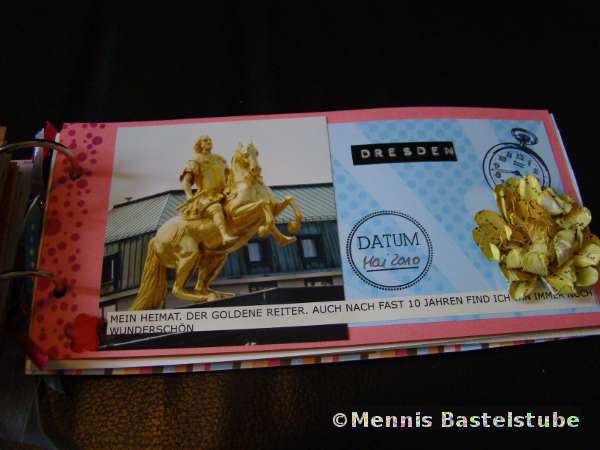 DRESDEN
DATUM
Mai 2010
MEIN HEIMAT. DER GOLDENE REITER. AUCH NACH FAST 10 JAHREN FIND ICH IHN IMMER NOCH
WUNDERSCHÖN
©Mennis Bastelstube